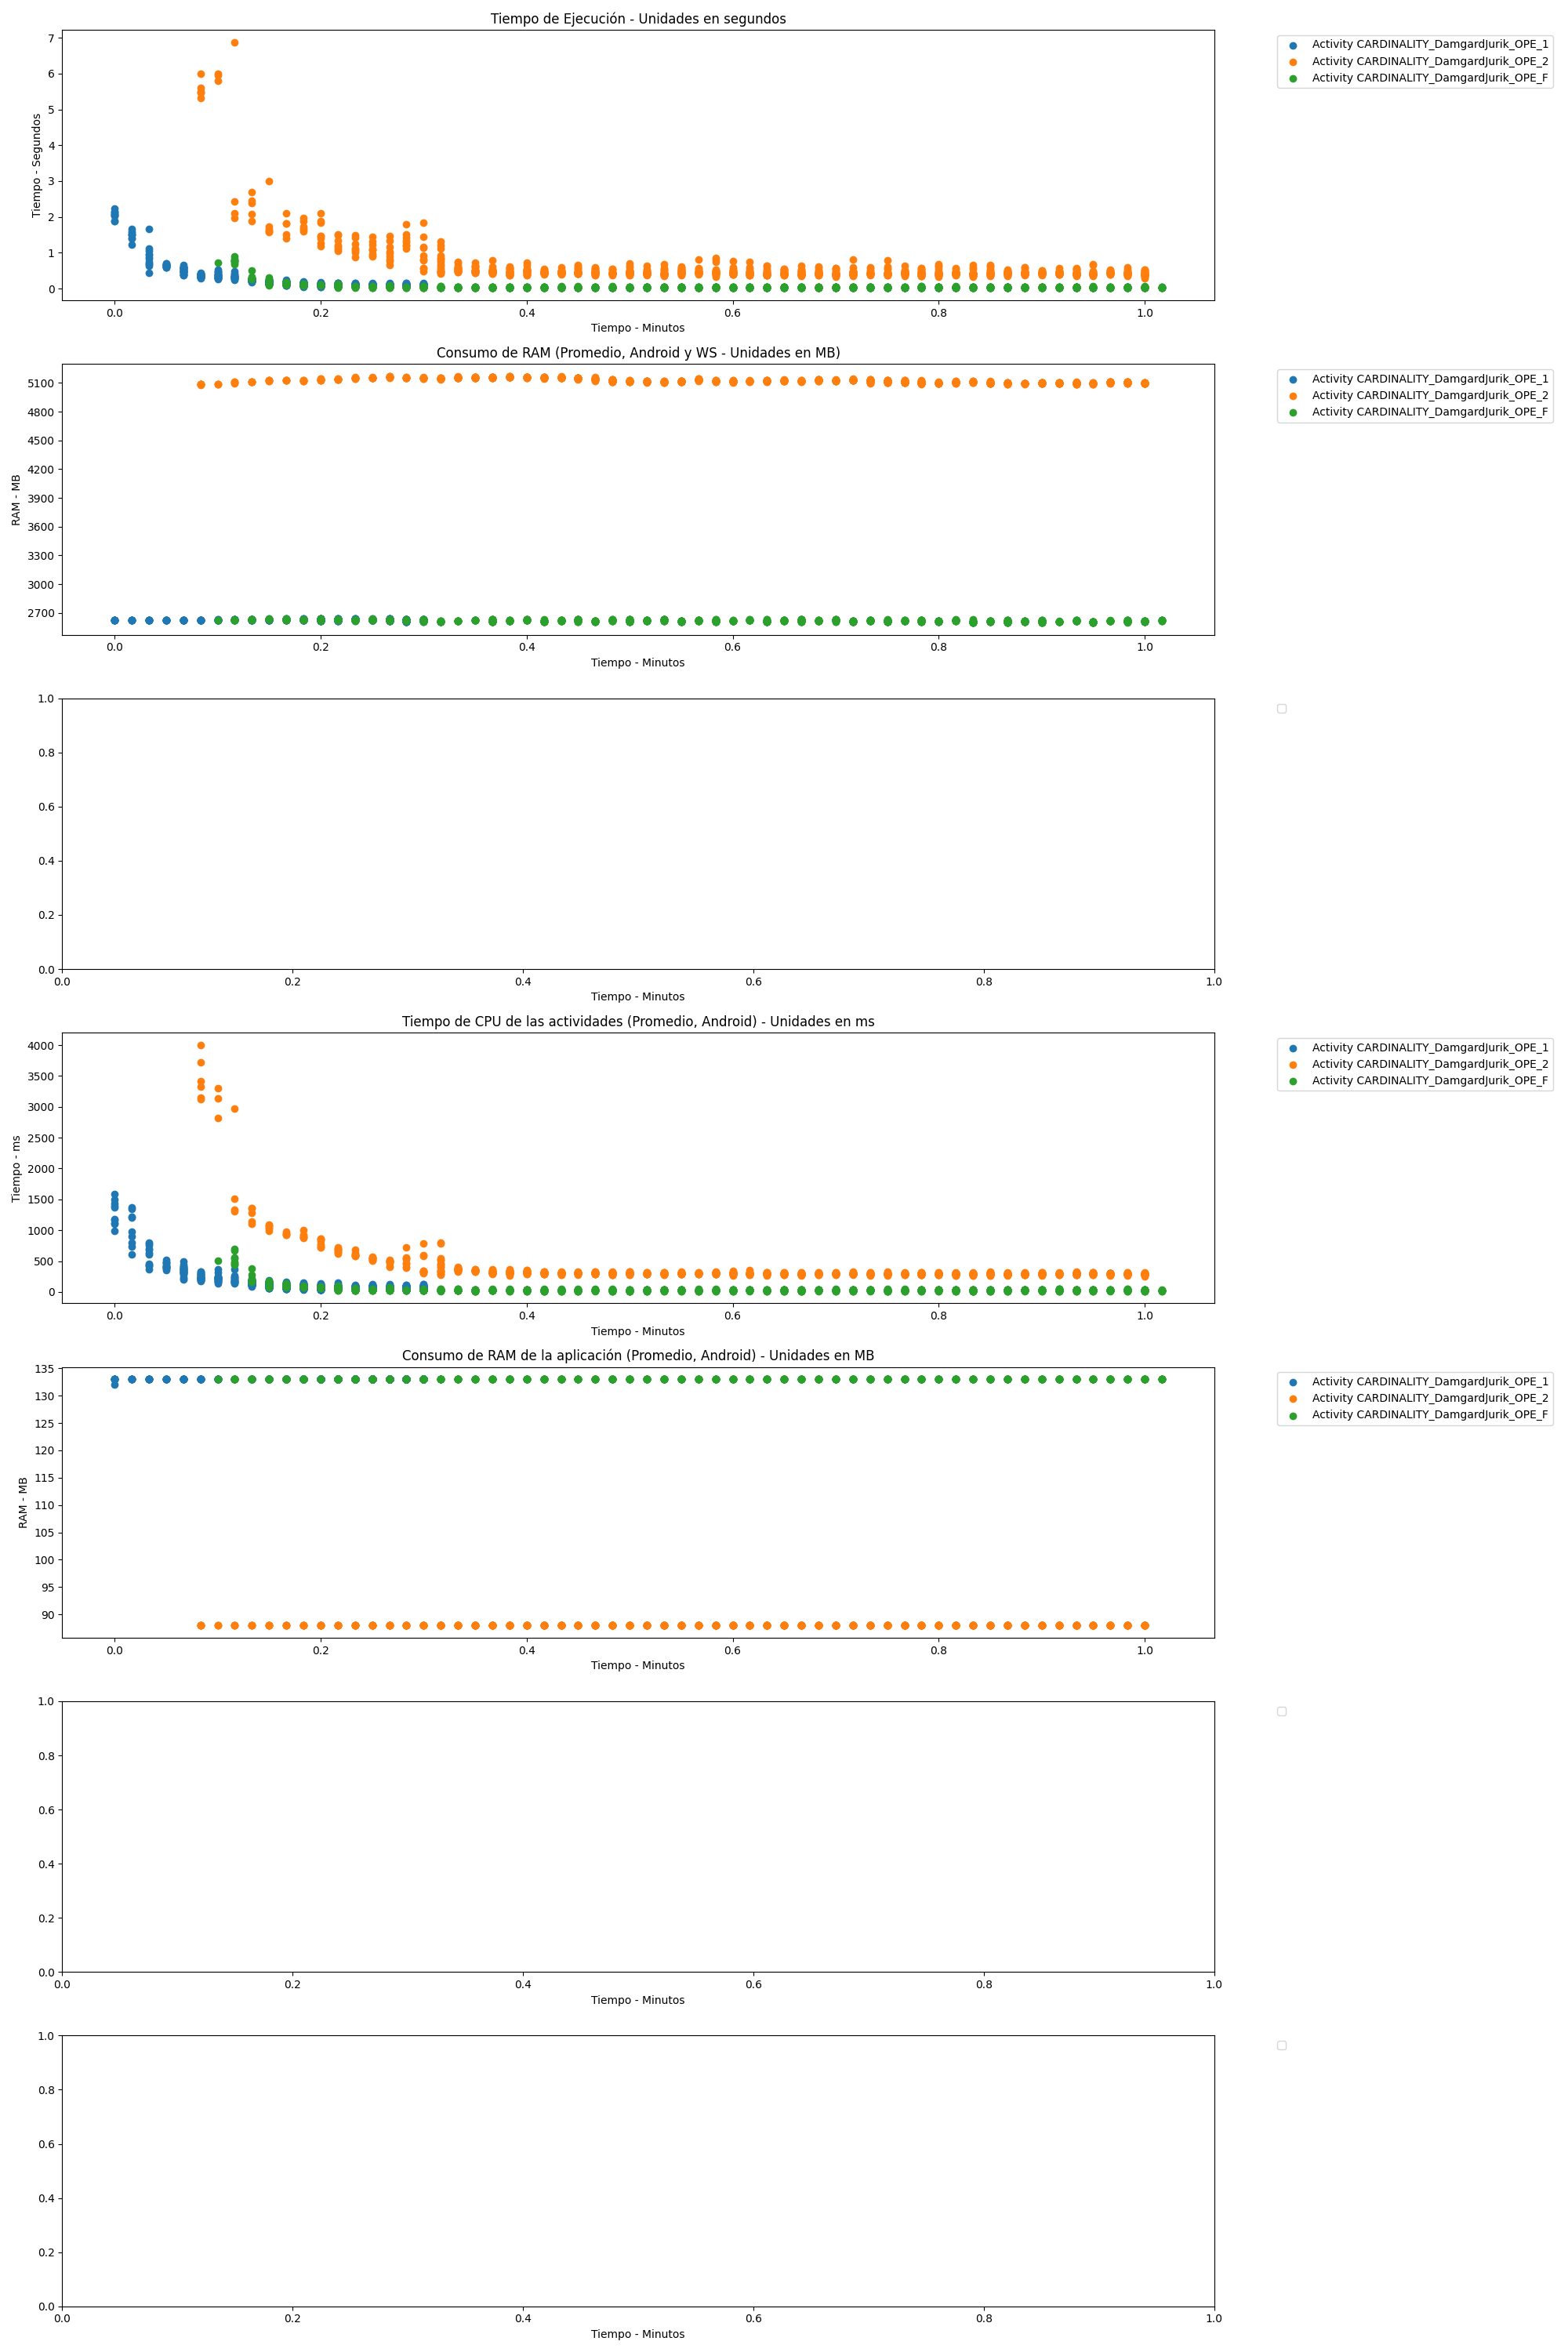 Tiempo de Ejecución - Unidades en segundos
7
6
5
4
3
2
1
0
Tiempo - Segundos
0.0 0.2 0.4 0.6 0.8 1.0
Tiempo - Minutos
Activity CARDINALITY_DamgardJurik_OPE_1
Activity CARDINALITY_DamgardJurik_OPE_2
Activity CARDINALITY_DamgardJurik_OPE_F
Consumo de RAM (Promedio, Android y WS - Unidades en MB)
5100
4800
4500
4200
3900
3600
3300
3000
2700
RAM - MB
0.0 0.2 0.4 0.6 0.8 1.0
Tiempo - Minutos
Activity CARDINALITY_DamgardJurik_OPE_1
Activity CARDINALITY_DamgardJurik_OPE_2
Activity CARDINALITY_DamgardJurik_OPE_F
1.0
0.8
0.6
0.4
0.2
0.0
0.0 0.2 0.4 0.6 0.8 1.0
Tiempo - Minutos
Tiempo de CPU de las actividades (Promedio, Android) - Unidades en ms
4000
3500
3000
2500
2000
1500
1000
500
0
Tiempo - ms
0.0 0.2 0.4 0.6 0.8 1.0
Tiempo - Minutos
Activity CARDINALITY_DamgardJurik_OPE_1
Activity CARDINALITY_DamgardJurik_OPE_2
Activity CARDINALITY_DamgardJurik_OPE_F
Consumo de RAM de la aplicación (Promedio, Android) - Unidades en MB
135
130
125
120
115
110
105
100
95
90
RAM - MB
0.0 0.2 0.4 0.6 0.8 1.0
Tiempo - Minutos
Activity CARDINALITY_DamgardJurik_OPE_1
Activity CARDINALITY_DamgardJurik_OPE_2
Activity CARDINALITY_DamgardJurik_OPE_F
1.0
0.8
0.6
0.4
0.2
0.0
0.0 0.2 0.4 0.6 0.8 1.0
Tiempo - Minutos
1.0
0.8
0.6
0.4
0.2
0.0
0.0 0.2 0.4 0.6 0.8 1.0
Tiempo - Minutos